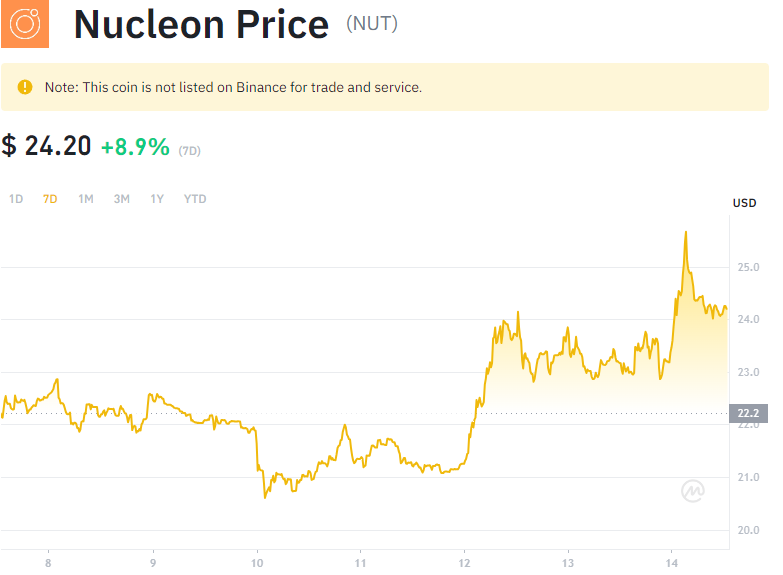 Nucleon Price (NUT)
Note: This coin is not listed on Binance for trade and service.
$ 24.20 +8.9% (7D)
1D 7D 1M 3M 1Y YTD
USD
25.0
24.0
23.0
22.2
22.0
21.0
20.0
8 9 10 11 12 13 14